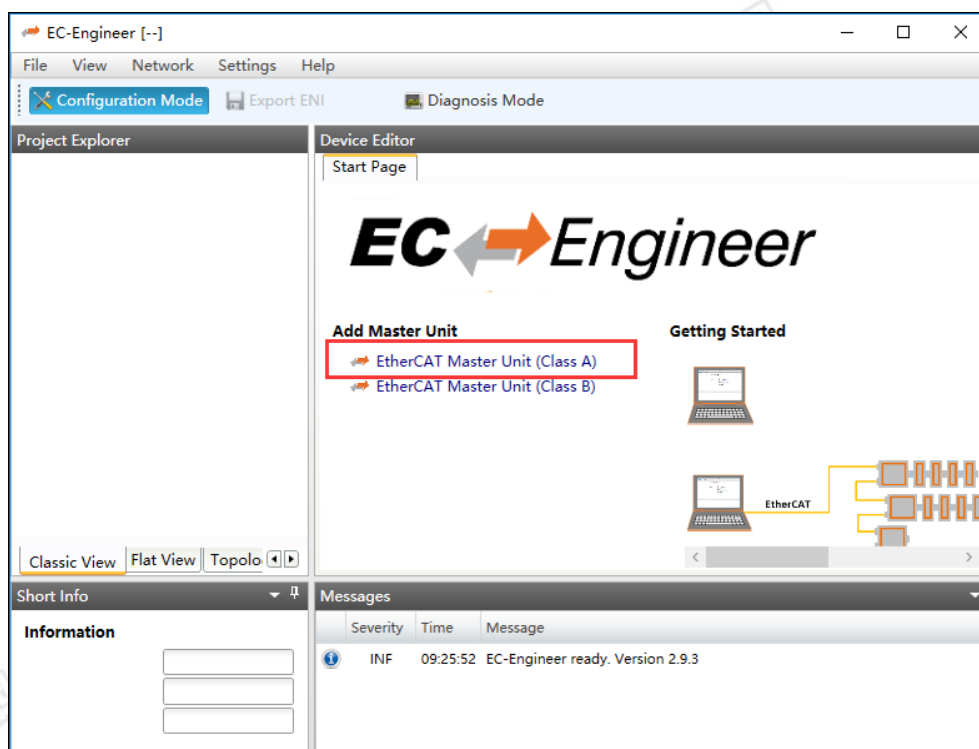 EC-Engineer [--]
File View Network Settings Help
Configuration Mode Export ENI Diagnosis Mode
Project Explorer
Device Editor
Start Page
EC Engineer
Add Master Unit
Getting Started
EtherCAT Master Unit (Class A)
EtherCAT Master Unit (Class B)
EtherCAT
Classic View Flat View Topolo
Short Info
Messages
Information
Severity Time Message
INF 09:25:52 EC-Engineer ready. Version 2.9.3